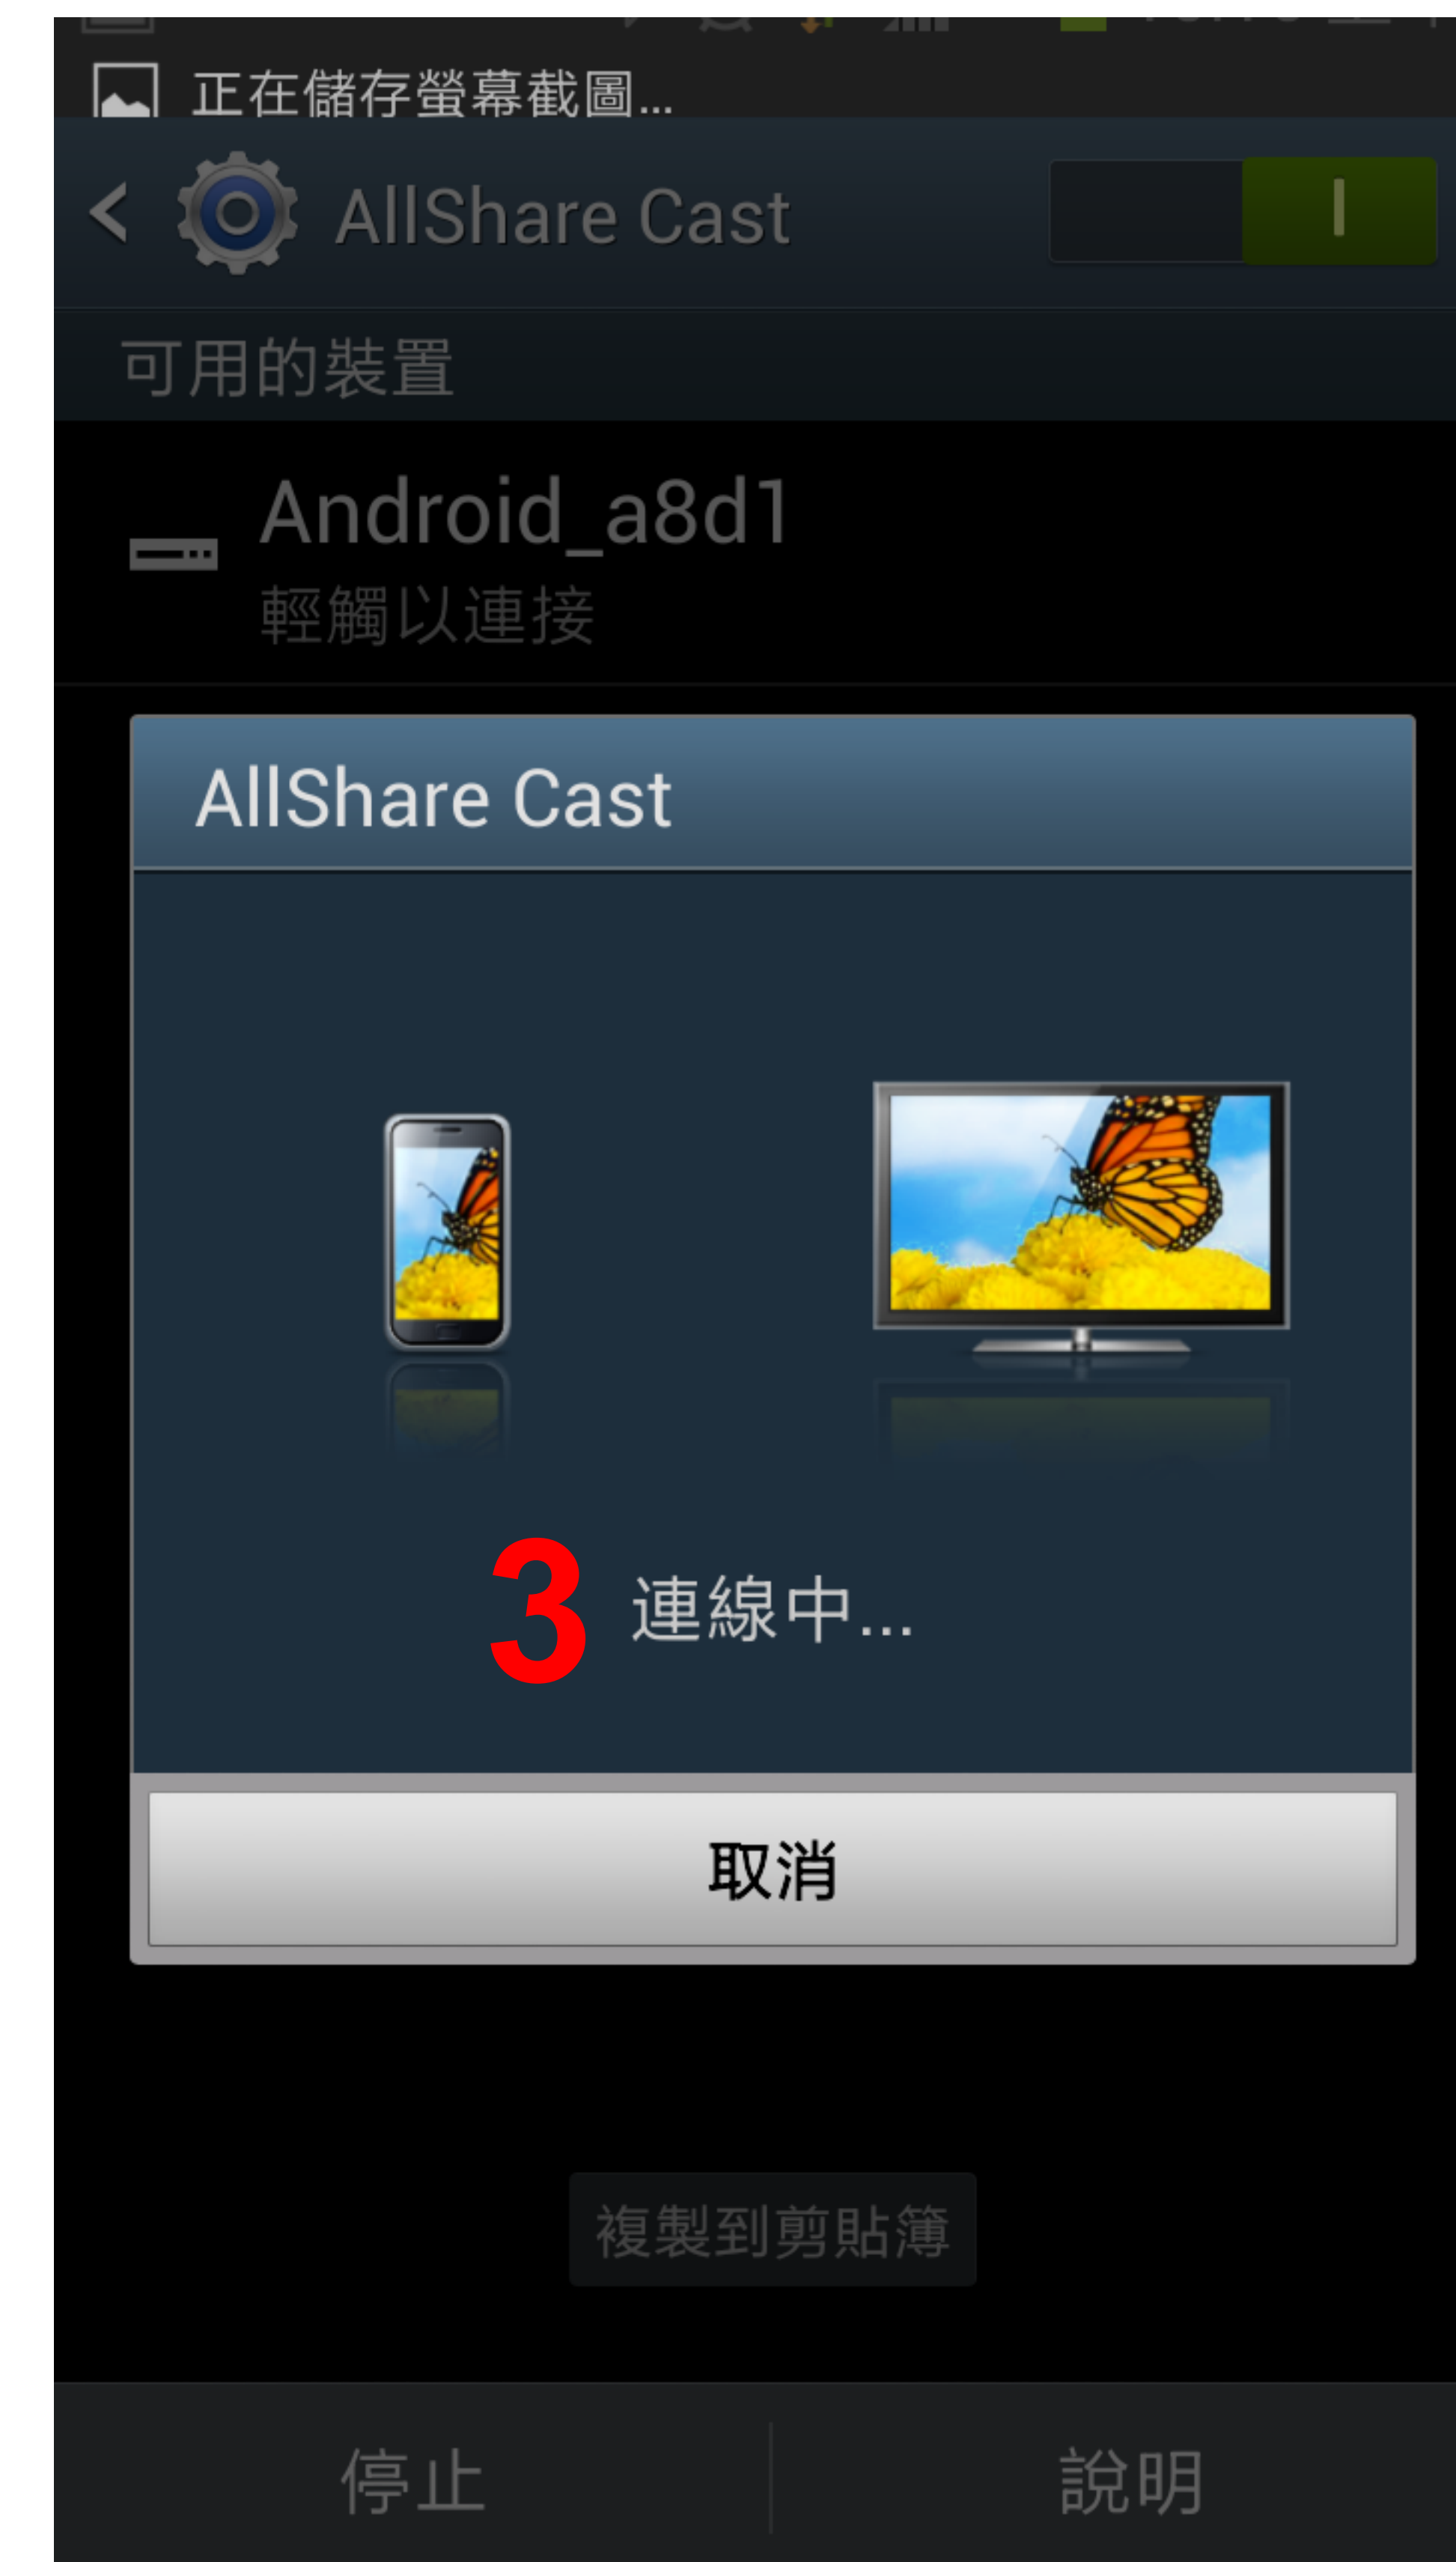 正在儲存螢幕截圖...
AllShare Cast
可用的裝置
Android_a8d1
輕觸以連接
AllShare Cast
3 連線中...
取消
複製到剪貼簿
停止 說明